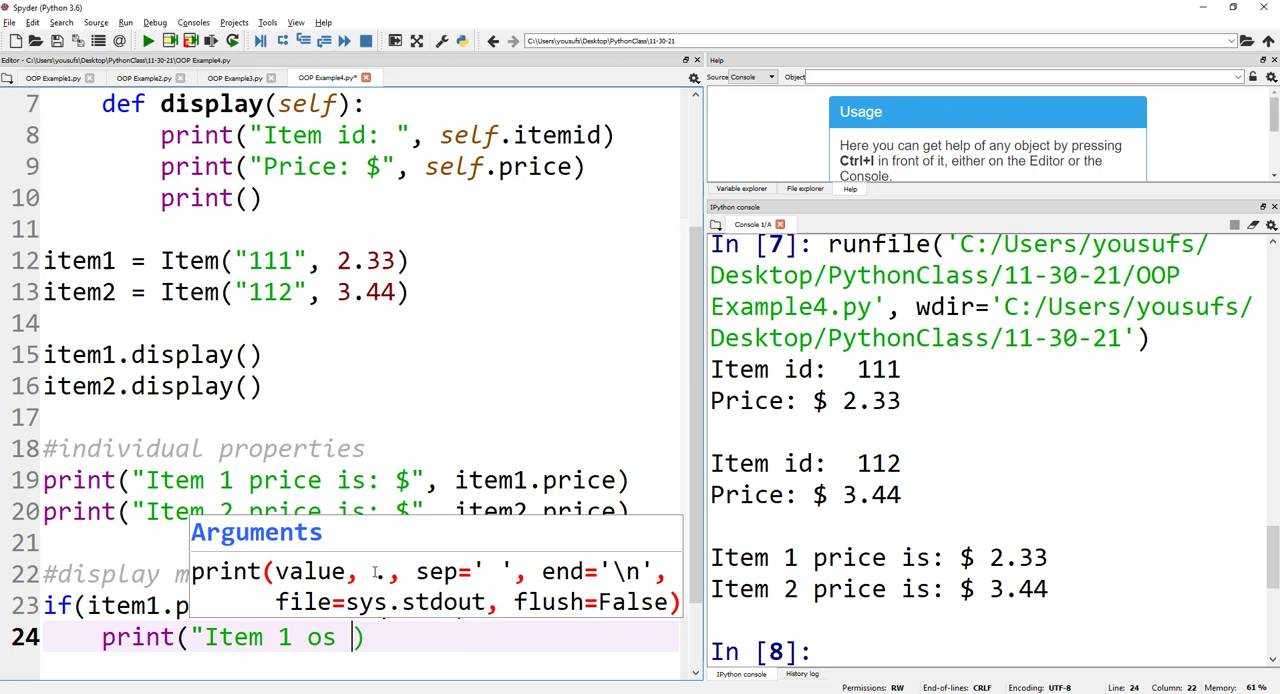 Spyder (Python 3.6)
File Edit Search Source Run Debug Consoles Projects Tools View Help
C:\Users\yousufs\Desktop\PythonClass\11-30-21
Editor - C:\Users\yousufs\Desktop\PythonClass\11-30-21\OOP Example4.py
OOP Example1.py OOP Example2.py OOP Example3.py OOP Example4.py*
7 def display(self):
8 print("Item id: ", self.itemid)
9 print("Price: $", self.price)
10 print()
11
12 item1 = Item("111", 2.33)
13 item2 = Item("112", 3.44)
14
15 item1.display()
16 item2.display()
17
18 #individual properties
19 print("Item 1 price is: $", item1.price)
20 print("Item 2 price is: $", item2.price)
21
22 #display m
23 if(item1.p
24 print("Item 1 os )
Arguments
print(value, ., sep=' ', end='\n',
file=sys.stdout, flush=False)
Help
Source Console Object
Usage
Here you can get help of any object by pressing
Ctrl+I in front of it, either on the Editor or the
Console.
Variable explorer File explorer Help
IPython console
Console 1/A
In [7]: runfile('C:/Users/yousufs/
Desktop/PythonClass/11-30-21/OOP
Example4.py', wdir='C:/Users/yousufs/
Desktop/PythonClass/11-30-21')
Item id:  111
Price: $ 2.33
Item id:  112
Price: $ 3.44
Item 1 price is: $ 2.33
Item 2 price is: $ 3.44
In [8]:
IPython console History log
Permissions: RW End-of-lines: CRLF Encoding: UTF-8 Line: 24 Column: 22 Memory: 61 %